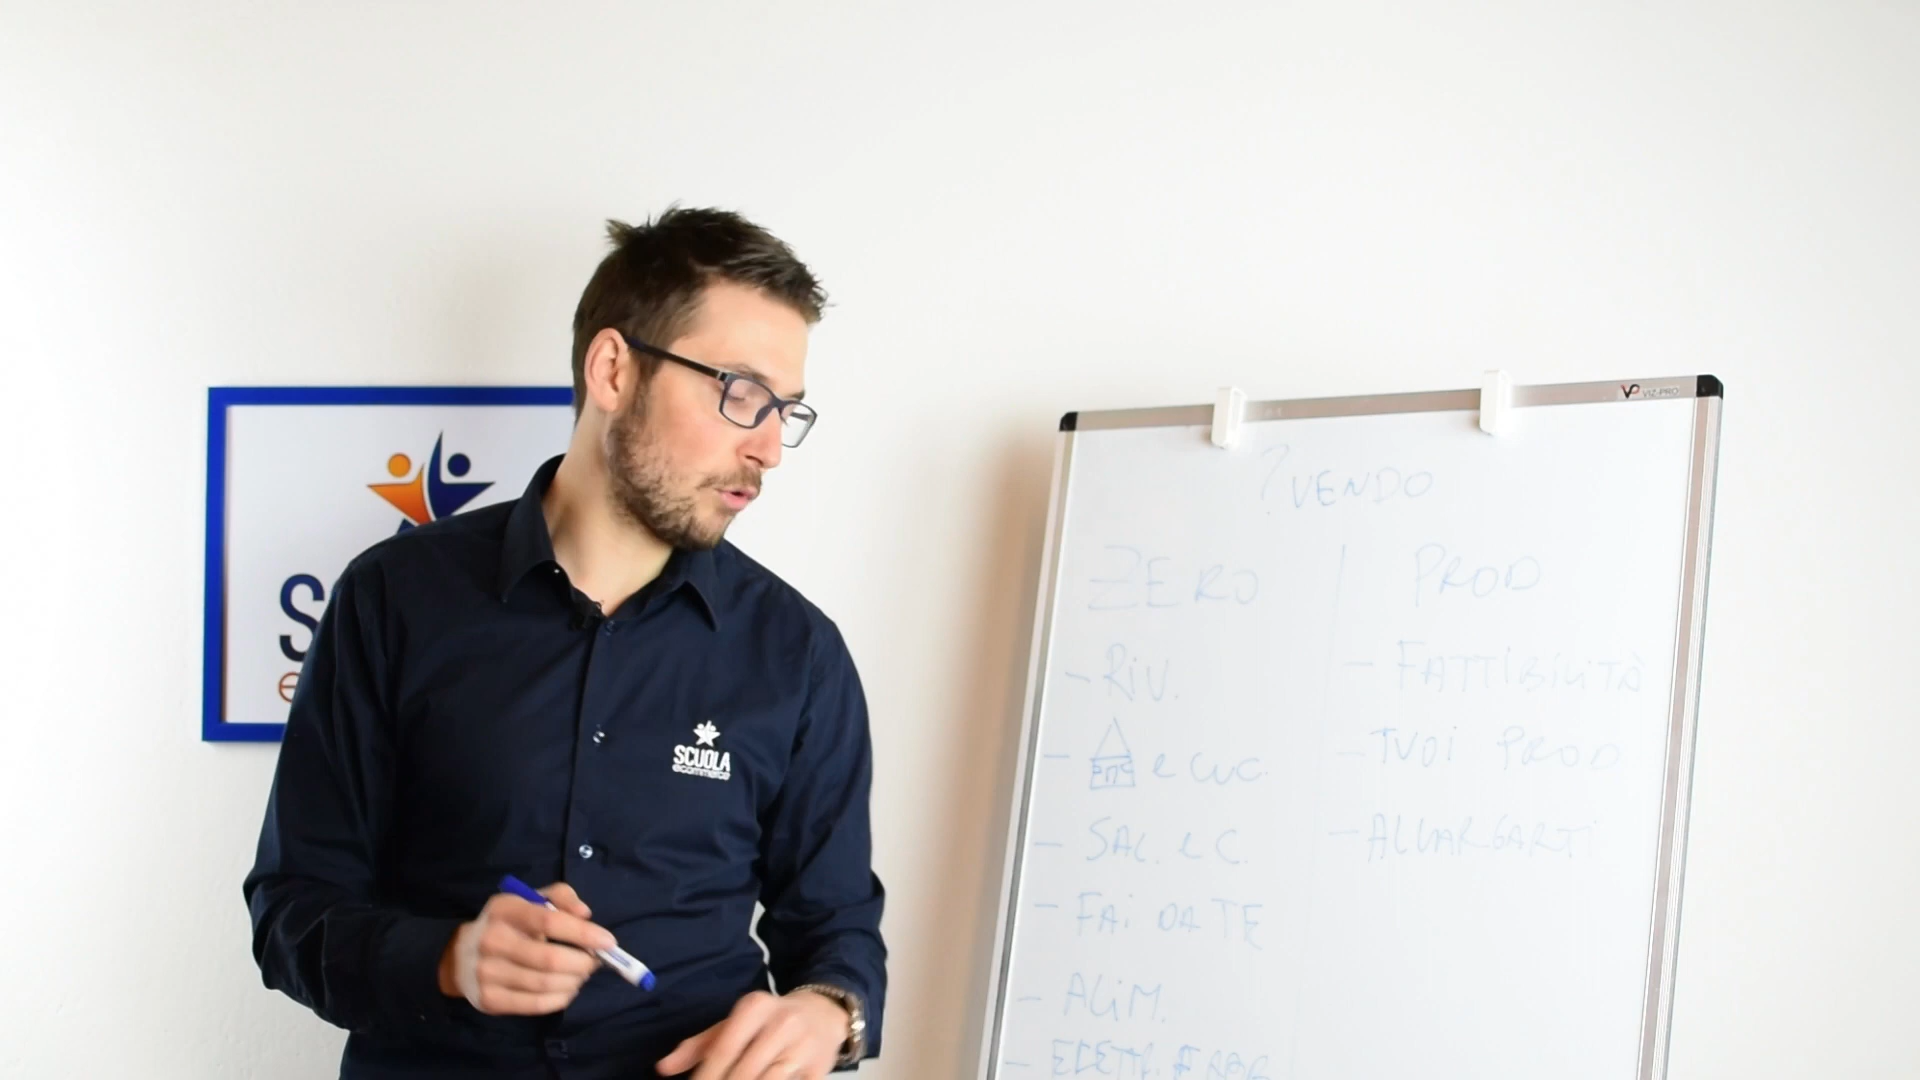 VIZ-PRO
? VENDO
ZERO
- RiV.
- e CUC.
- SAL. e C.
- FAi DA TE
- ALiM.
PROD
- FATTiBiLiTÀ
- TUOi PROD
- ALLARGARTi
SCUOLA
ecommerce